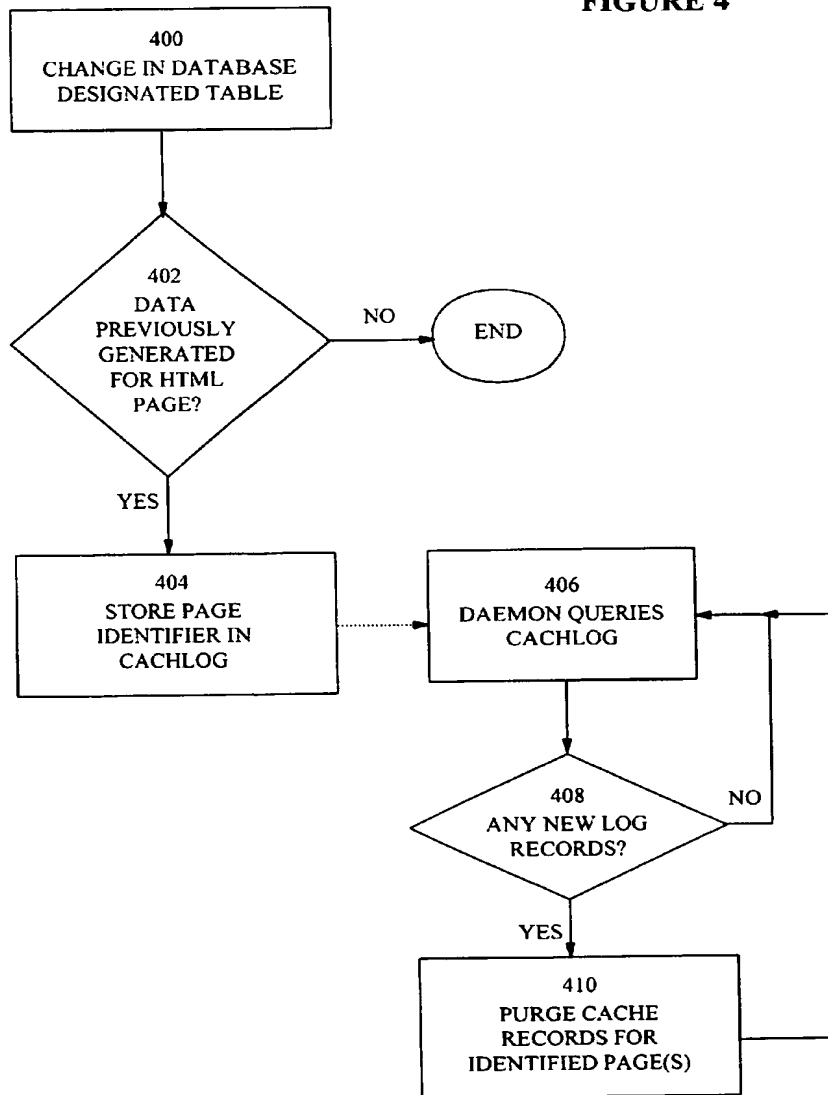 FIGURE 4
400
CHANGE IN DATABASE
DESIGNATED TABLE
402
DATA
PREVIOUSLY
GENERATED
FOR HTML
PAGE?
NO
END
YES
404
STORE PAGE
IDENTIFIER IN
CACHLOG
406
DAEMON QUERIES
CACHLOG
408
ANY NEW LOG
RECORDS?
NO
YES
410
PURGE CACHE
RECORDS FOR
IDENTIFIED PAGE(S)